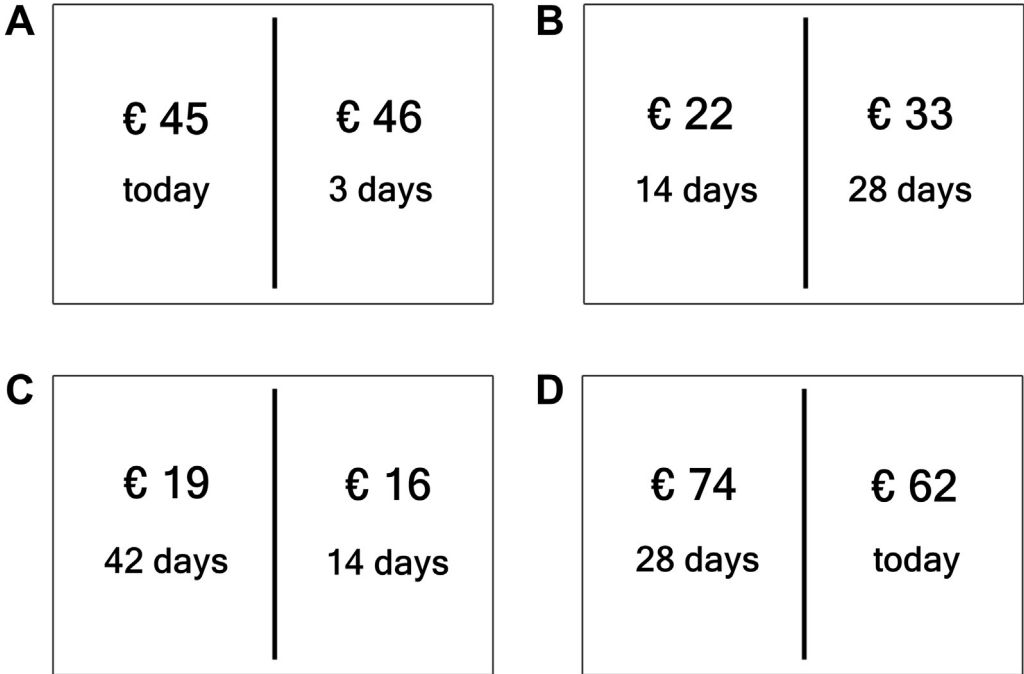 A
€ 45
today
€ 46
3 days
B
€ 22
14 days
€ 33
28 days
C
€ 19
42 days
€ 16
14 days
D
€ 74
28 days
€ 62
today